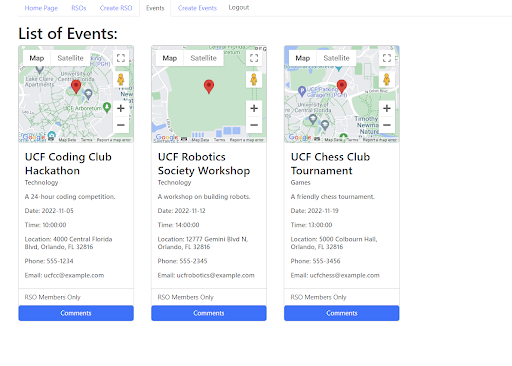 Home Page RSOs Create RSO Events Create Events Logout
List of Events:
Map Satellite
Lake Claire
Apartments
University of
Central Florida
UCF Arboretum
Google
Map Data Terms Report a map error
UCF Coding Club
Hackathon
Technology
A 24-hour coding competition.
Date: 2022-11-05
Time: 10:00:00
Location: 4000 Central Florida
Blvd, Orlando, FL 32816
Phone: 555-1234
Email: ucfcc@example.com
RSO Members Only
Comments
Map Satellite
Google
Map Data Terms Report a map error
UCF Robotics
Society Workshop
Technology
A workshop on building robots.
Date: 2022-11-12
Time: 14:00:00
Location: 12777 Gemini Blvd N,
Orlando, FL 32816
Phone: 555-2345
Email: ucfrobotics@example.com
RSO Members Only
Comments
Map Satellite
UCF Parking
Garage H (PGH)
University of
Central Florida
Timothy
Newme
Natur
Google
Map Data Terms Report a map error
UCF Chess Club
Tournament
Games
A friendly chess tournament.
Date: 2022-11-19
Time: 13:00:00
Location: 5000 Colbourn Hall,
Orlando, FL 32816
Phone: 555-3456
Email: ucfchess@example.com
RSO Members Only
Comments